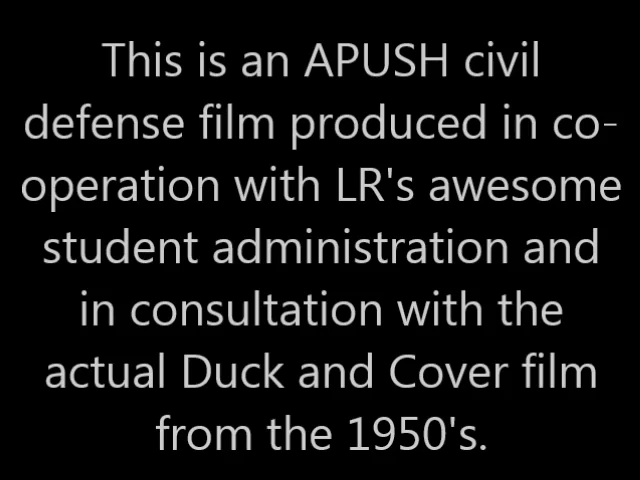 This is an APUSH civil
defense film produced in co-
operation with LR's awesome
student administration and
in consultation with the
actual Duck and Cover film
from the 1950's.